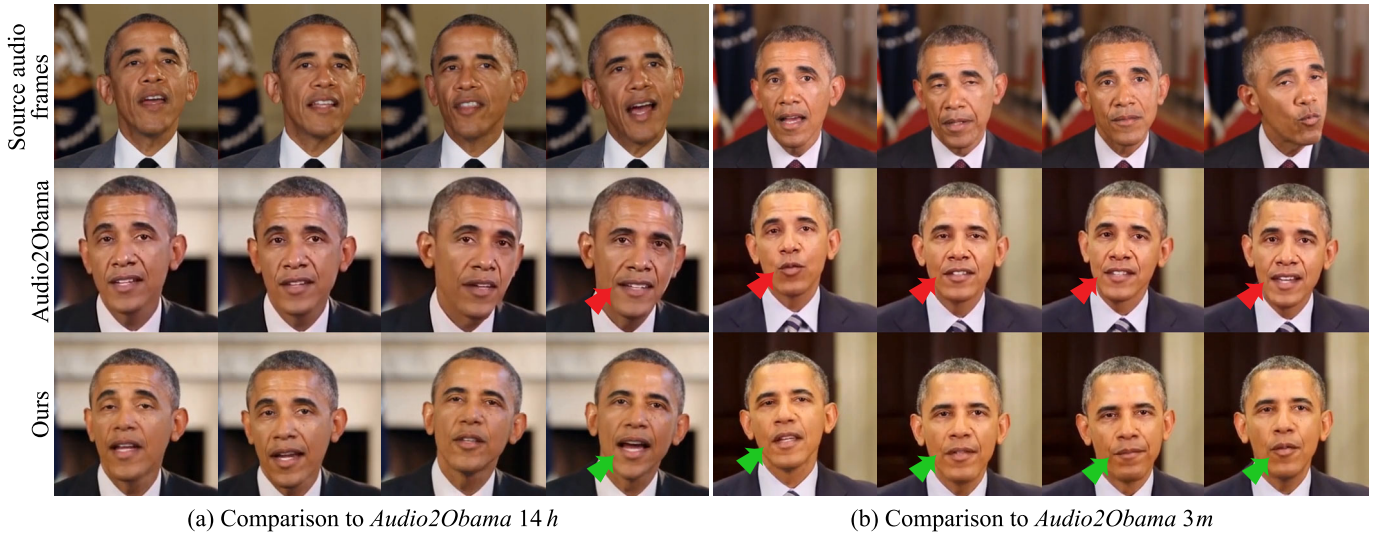 Source audio
frames
Audio2Obama
Ours
(a) Comparison to Audio2Obama 14 h
(b) Comparison to Audio2Obama 3m